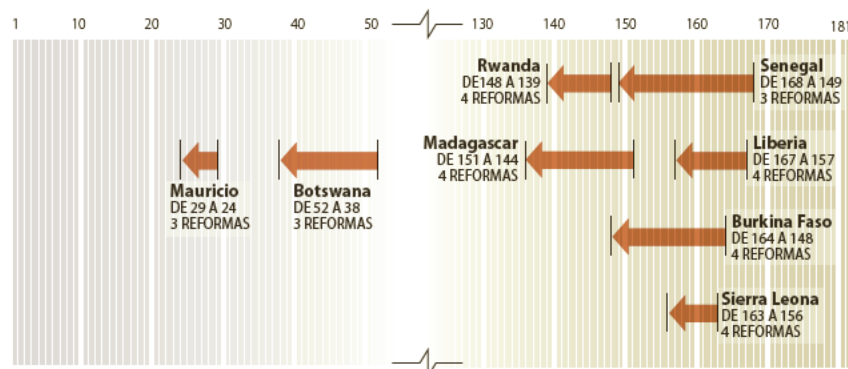 1 10 20 30 40 50 130 140 150 160 170 181
Rwanda
DE148 A 139
4 REFORMAS
Senegal
DE 168 A 149
3 REFORMAS
Mauricio
DE 29 A 24
3 REFORMAS
Botswana
DE 52 A 38
3 REFORMAS
Madagascar
DE 151 A 144
4 REFORMAS
Liberia
DE 167 A 157
4 REFORMAS
Burkina Faso
DE 164 A 148
4 REFORMAS
Sierra Leona
DE 163 A 156
4 REFORMAS